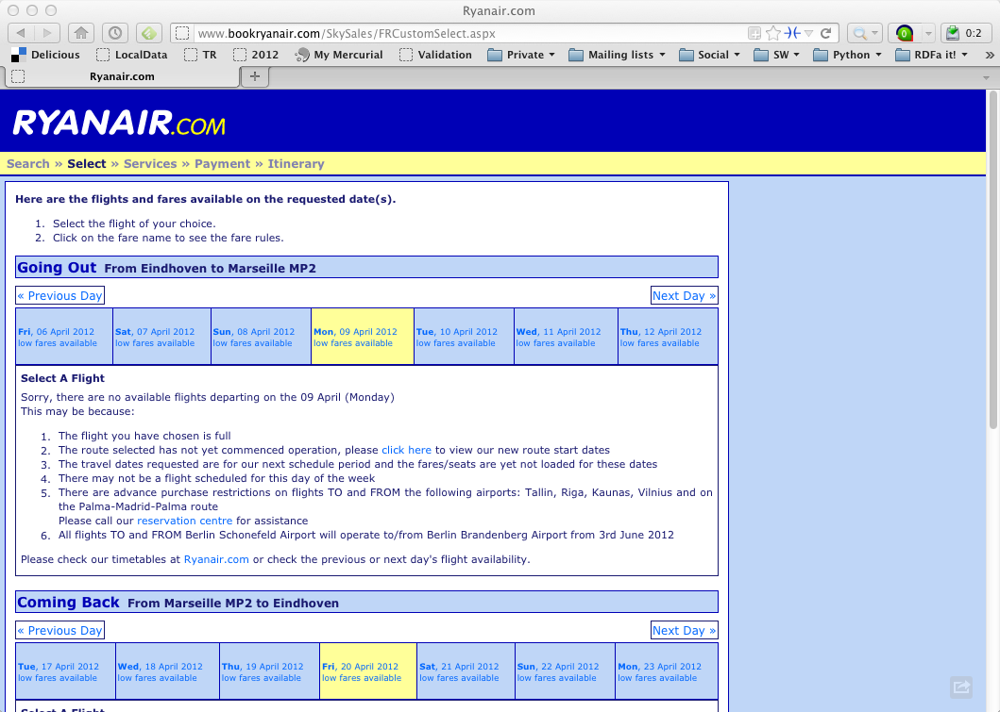 Ryanair.com
www.bookryanair.com/SkySales/FRCustomSelect.aspx
0
0:2
Delicious LocalData TR 2012 My Mercurial Validation Private Mailing lists Social SW Python RDFa it! »
Ryanair.com
RYANAIR.COM
Search » Select » Services » Payment » Itinerary
Here are the flights and fares available on the requested date(s).
1. Select the flight of your choice.
2. Click on the fare name to see the fare rules.
Going Out From Eindhoven to Marseille MP2
« Previous Day Next Day »
Fri, 06 April 2012 Sat, 07 April 2012 Sun, 08 April 2012 Mon, 09 April 2012 Tue, 10 April 2012 Wed, 11 April 2012 Thu, 12 April 2012
low fares available low fares available low fares available low fares available low fares available low fares available low fares available
Select A Flight
Sorry, there are no available flights departing on the 09 April (Monday)
This may be because:
1. The flight you have chosen is full
2. The route selected has not yet commenced operation, please click here to view our new route start dates
3. The travel dates requested are for our next schedule period and the fares/seats are yet not loaded for these dates
4. There may not be a flight scheduled for this day of the week
5. There are advance purchase restrictions on flights TO and FROM the following airports: Tallin, Riga, Kaunas, Vilnius and on
the Palma-Madrid-Palma route
Please call our reservation centre for assistance
6. All flights TO and FROM Berlin Schonefeld Airport will operate to/from Berlin Brandenberg Airport from 3rd June 2012
Please check our timetables at Ryanair.com or check the previous or next day's flight availability.
Coming Back From Marseille MP2 to Eindhoven
« Previous Day Next Day »
Tue, 17 April 2012 Wed, 18 April 2012 Thu, 19 April 2012 Fri, 20 April 2012 Sat, 21 April 2012 Sun, 22 April 2012 Mon, 23 April 2012
low fares available low fares available low fares available low fares available low fares available low fares available low fares available
Select A Flight